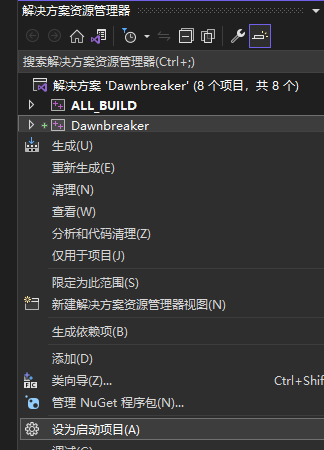 解决方案资源管理器
搜索解决方案资源管理器(Ctrl+;)
解决方案 'Dawnbreaker' (8 个项目，共 8 个)
ALL_BUILD
Dawnbreaker
生成(U)
重新生成(E)
清理(N)
查看(W)
分析和代码清理(Z)
仅用于项目(J)
限定为此范围(S)
新建解决方案资源管理器视图(N)
生成依赖项(B)
添加(D)
类向导(Z)... Ctrl+Shif
管理 NuGet 程序包(N)...
设为启动项目(A)